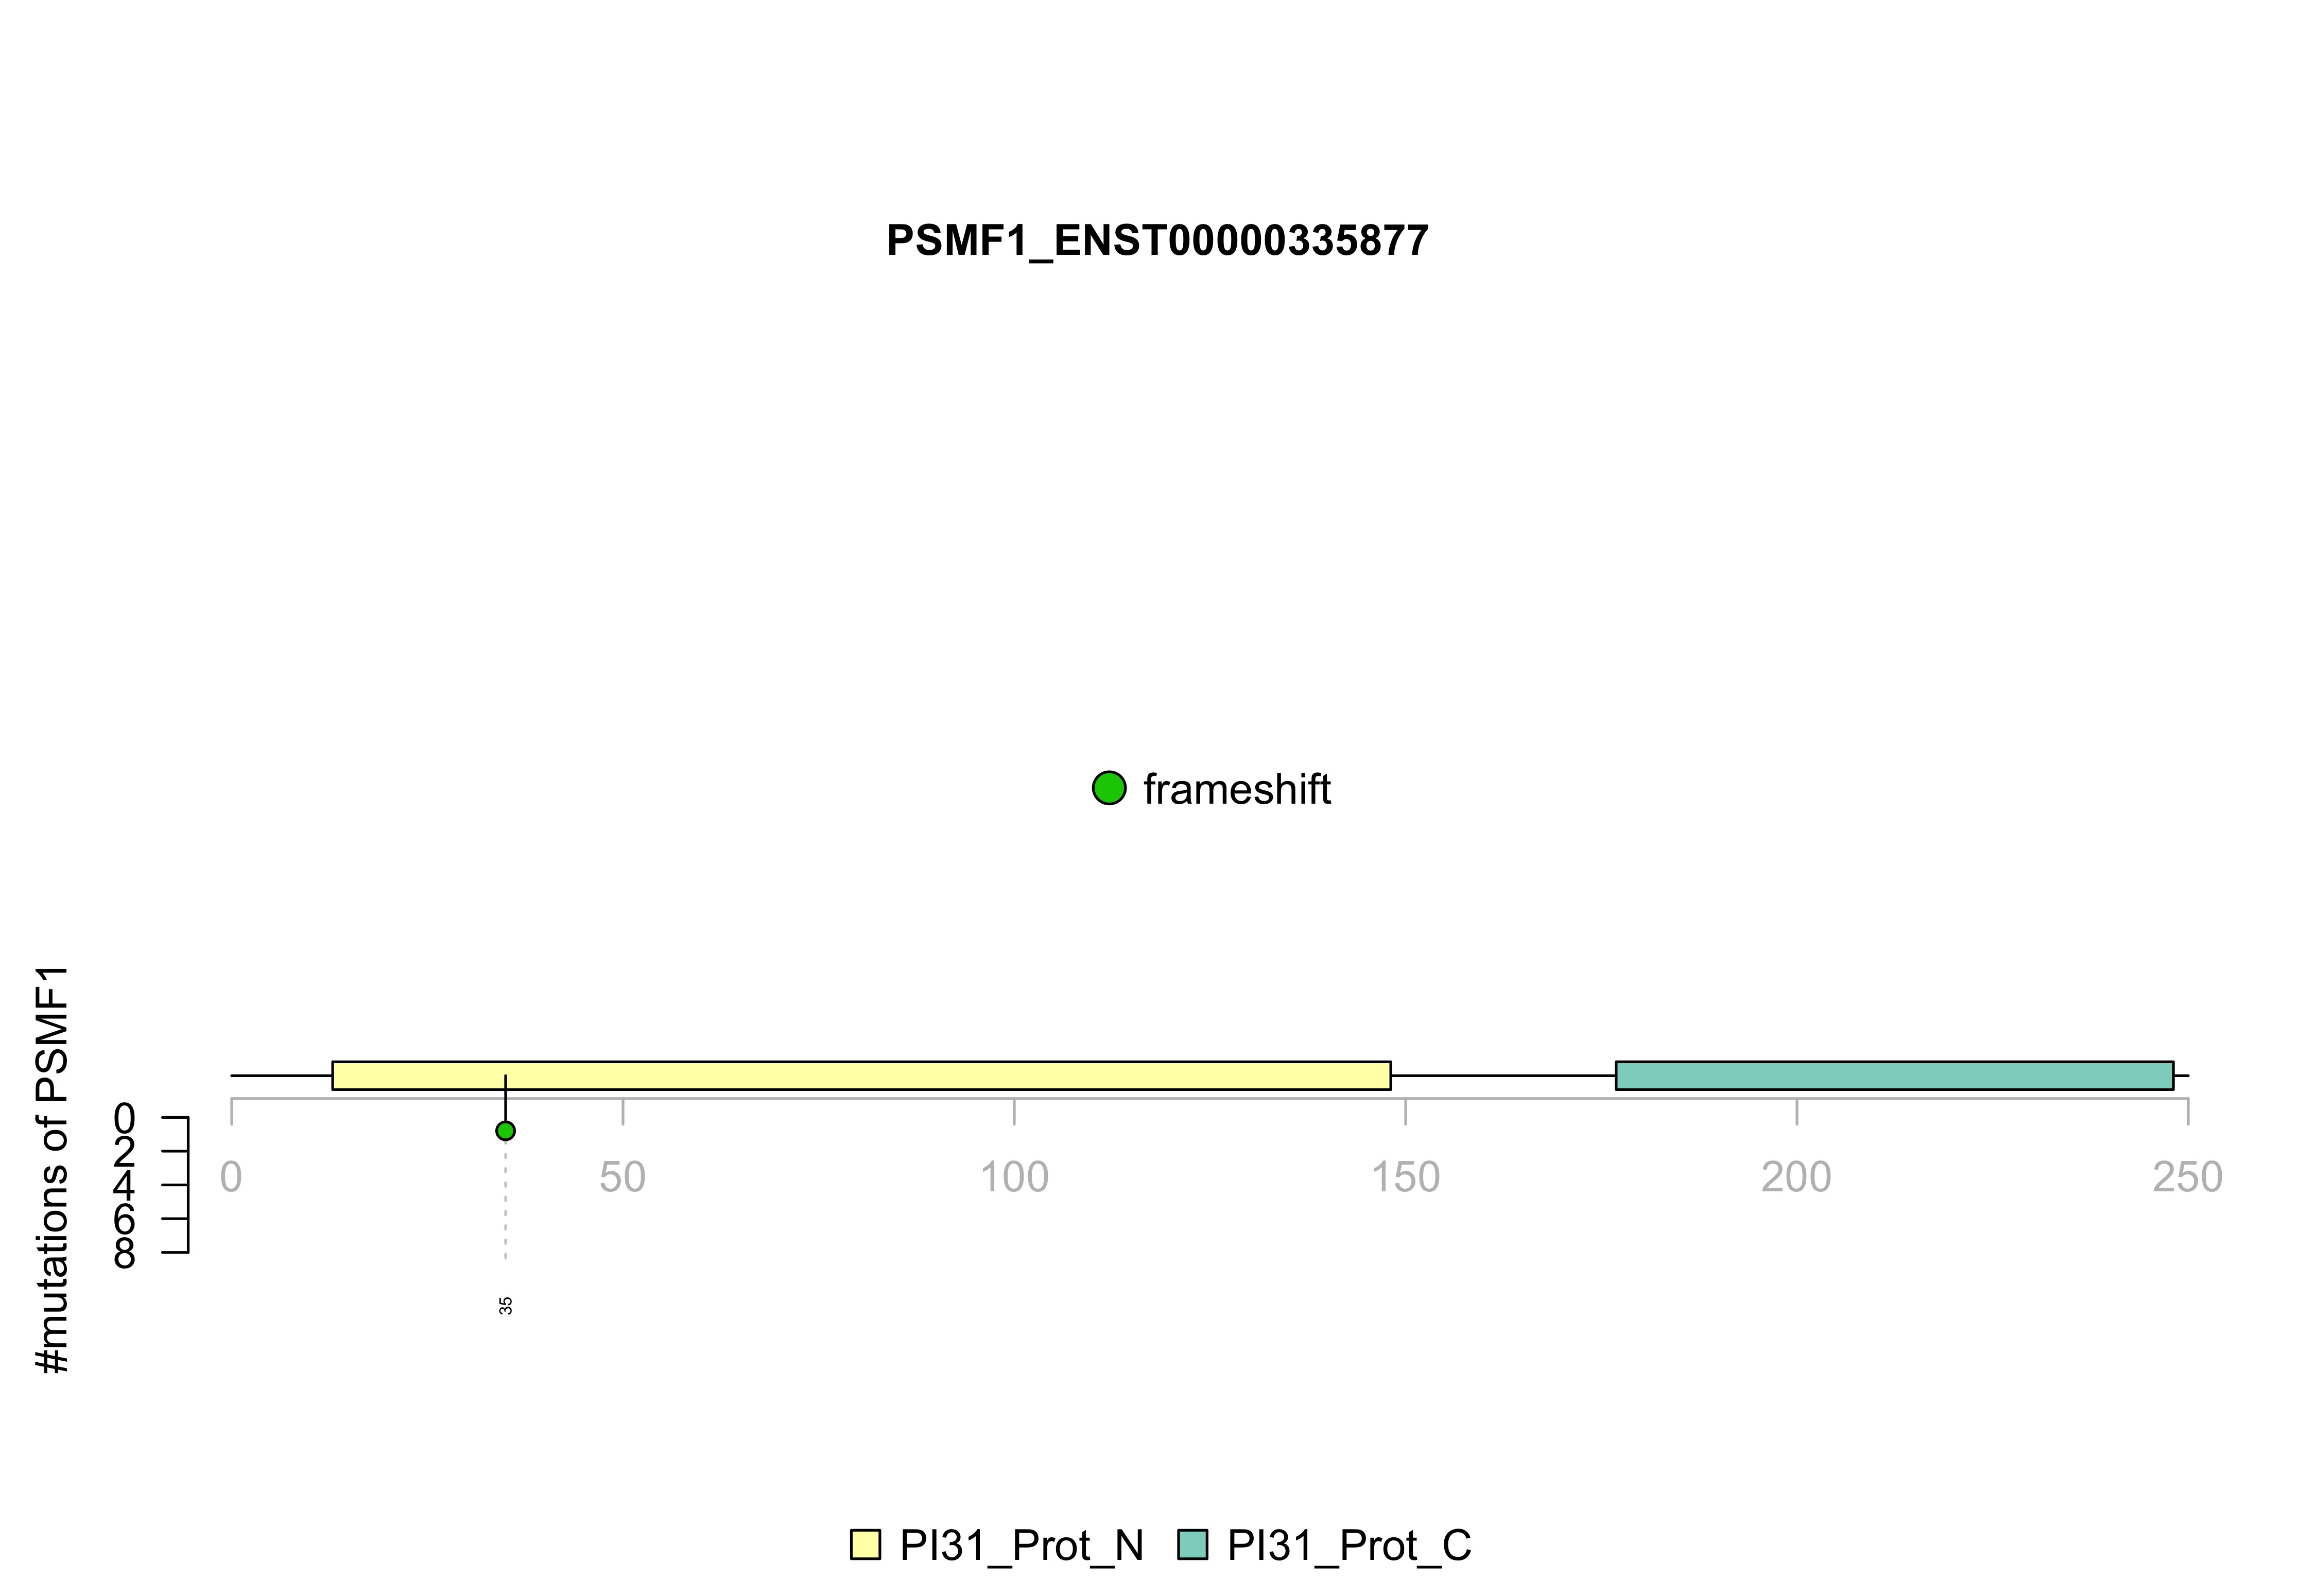 PSMF1_ENST00000335877
frameshift
#mutations of PSMF1
0
2
4
6
8
0 50 100 150 200 250
35
PI31_Prot_N PI31_Prot_C